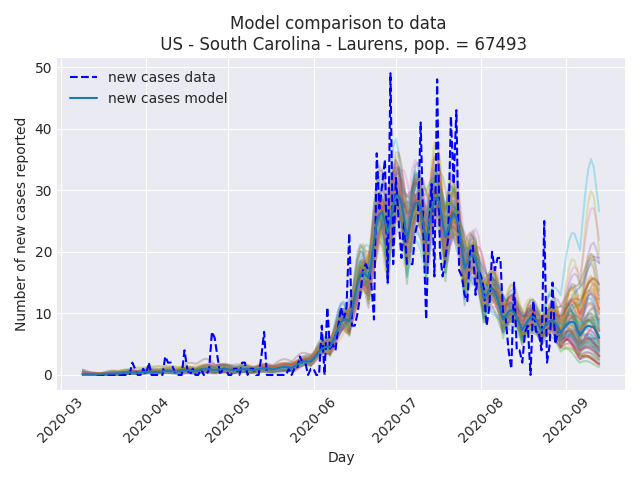 Model comparison to data
US - South Carolina - Laurens, pop. = 67493
new cases data
new cases model
Number of new cases reported
50
40
30
20
10
0
2020-03
2020-04
2020-05
2020-06
2020-07
2020-08
2020-09
Day